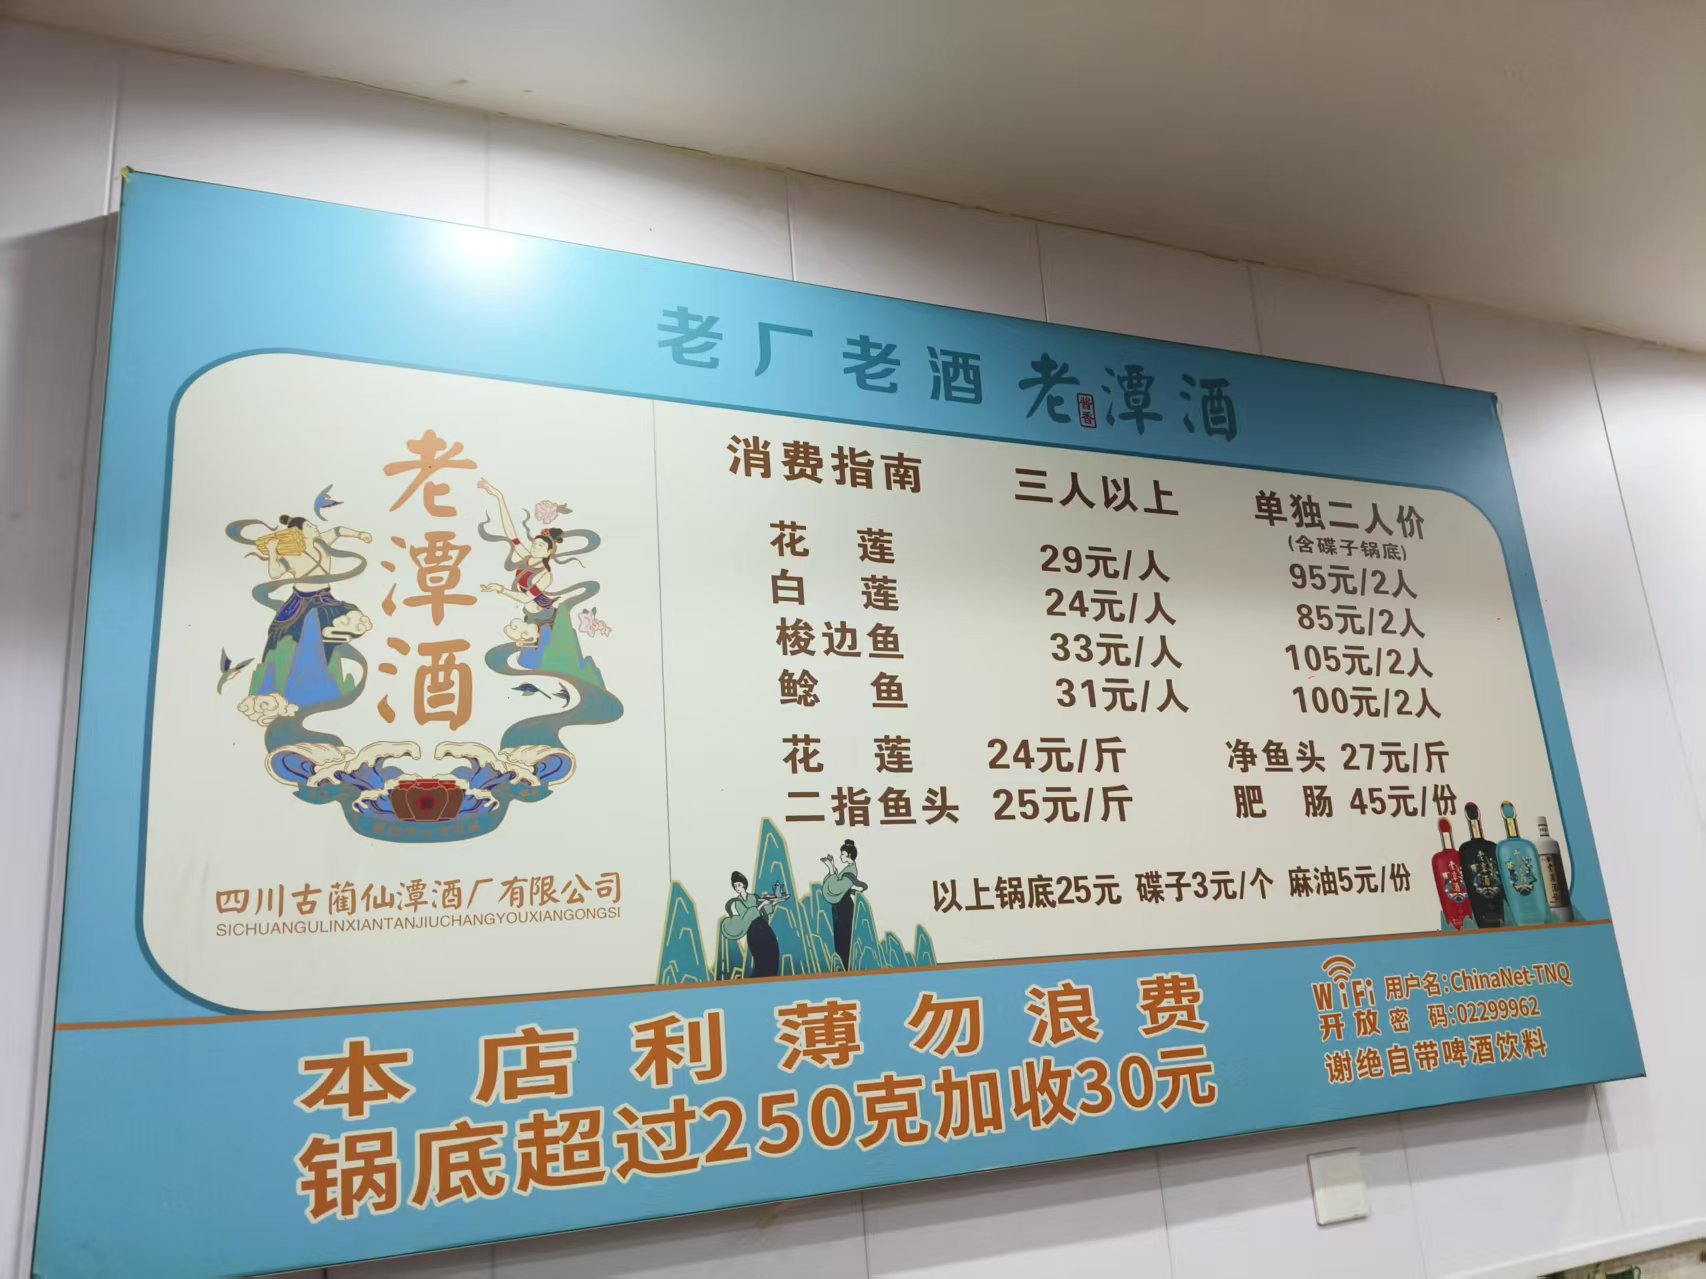 老厂老酒 老酱香潭酒
老潭酒
四川古蔺仙潭酒厂有限公司
SICHUANGULINXIANTANJIUCHANGYOUXIANGONGSI
消费指南 三人以上 单独二人价
(含碟子锅底)
花莲 29元/人 95元/2人
白莲 24元/人 85元/2人
梭边鱼 33元/人 105元/2人
鲶鱼 31元/人 100元/2人
花莲 24元/斤 净鱼头 27元/斤
二指鱼头 25元/斤 肥肠 45元/份
以上锅底25元 碟子3元/个 麻油5元/份
本店利薄勿浪费
锅底超过250克加收30元
WiFi 用户名:ChinaNet-TNQ
开放 密码:02299962
谢绝自带啤酒饮料